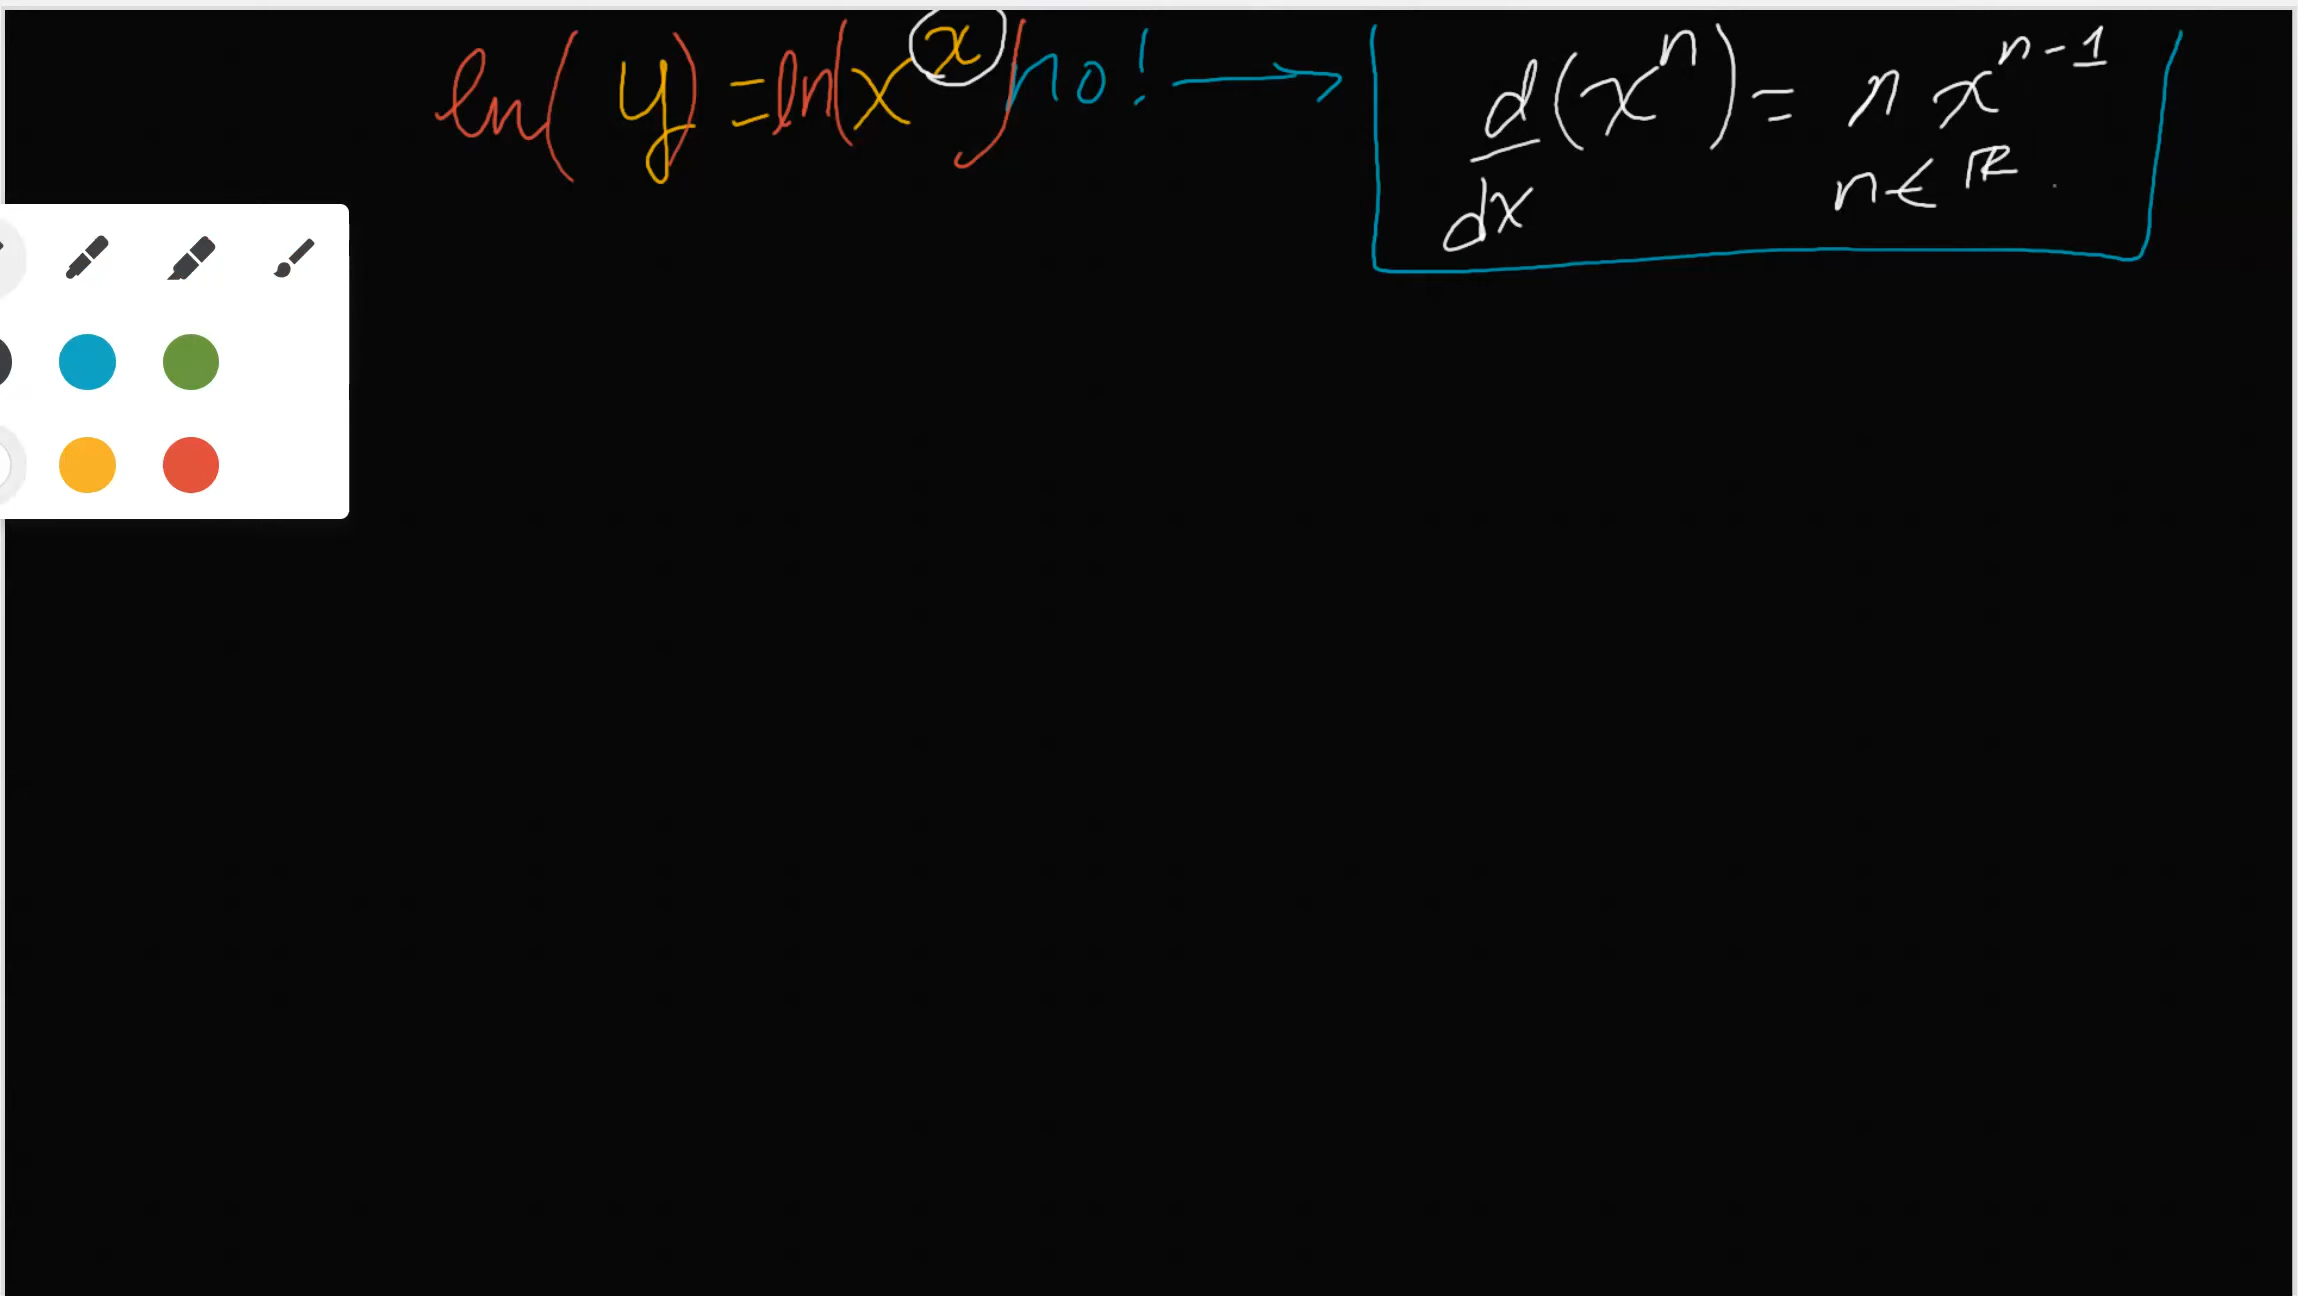 ln(y) = ln(x^x) no! → d/dx (x^n) = n x^{n-1}
n ∈ ℝ